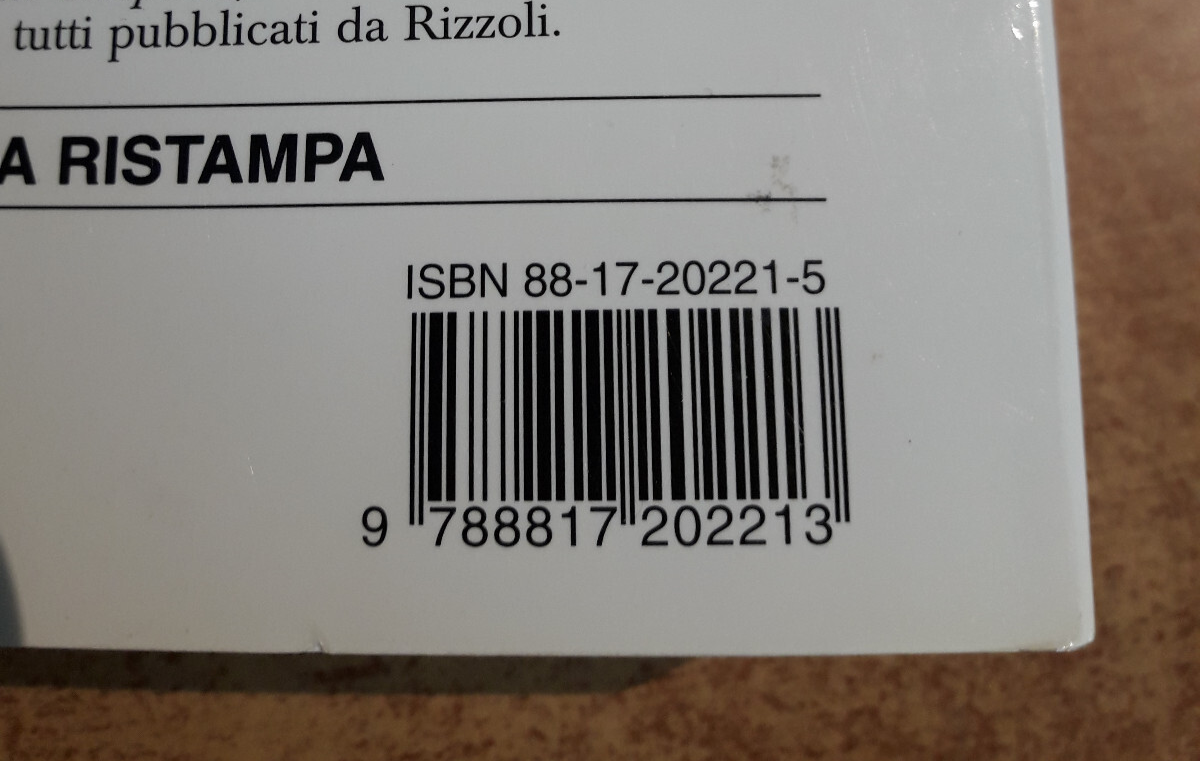 tutti pubblicati da Rizzoli.
A RISTAMPA
ISBN 88-17-20221-5
9 788817 202213